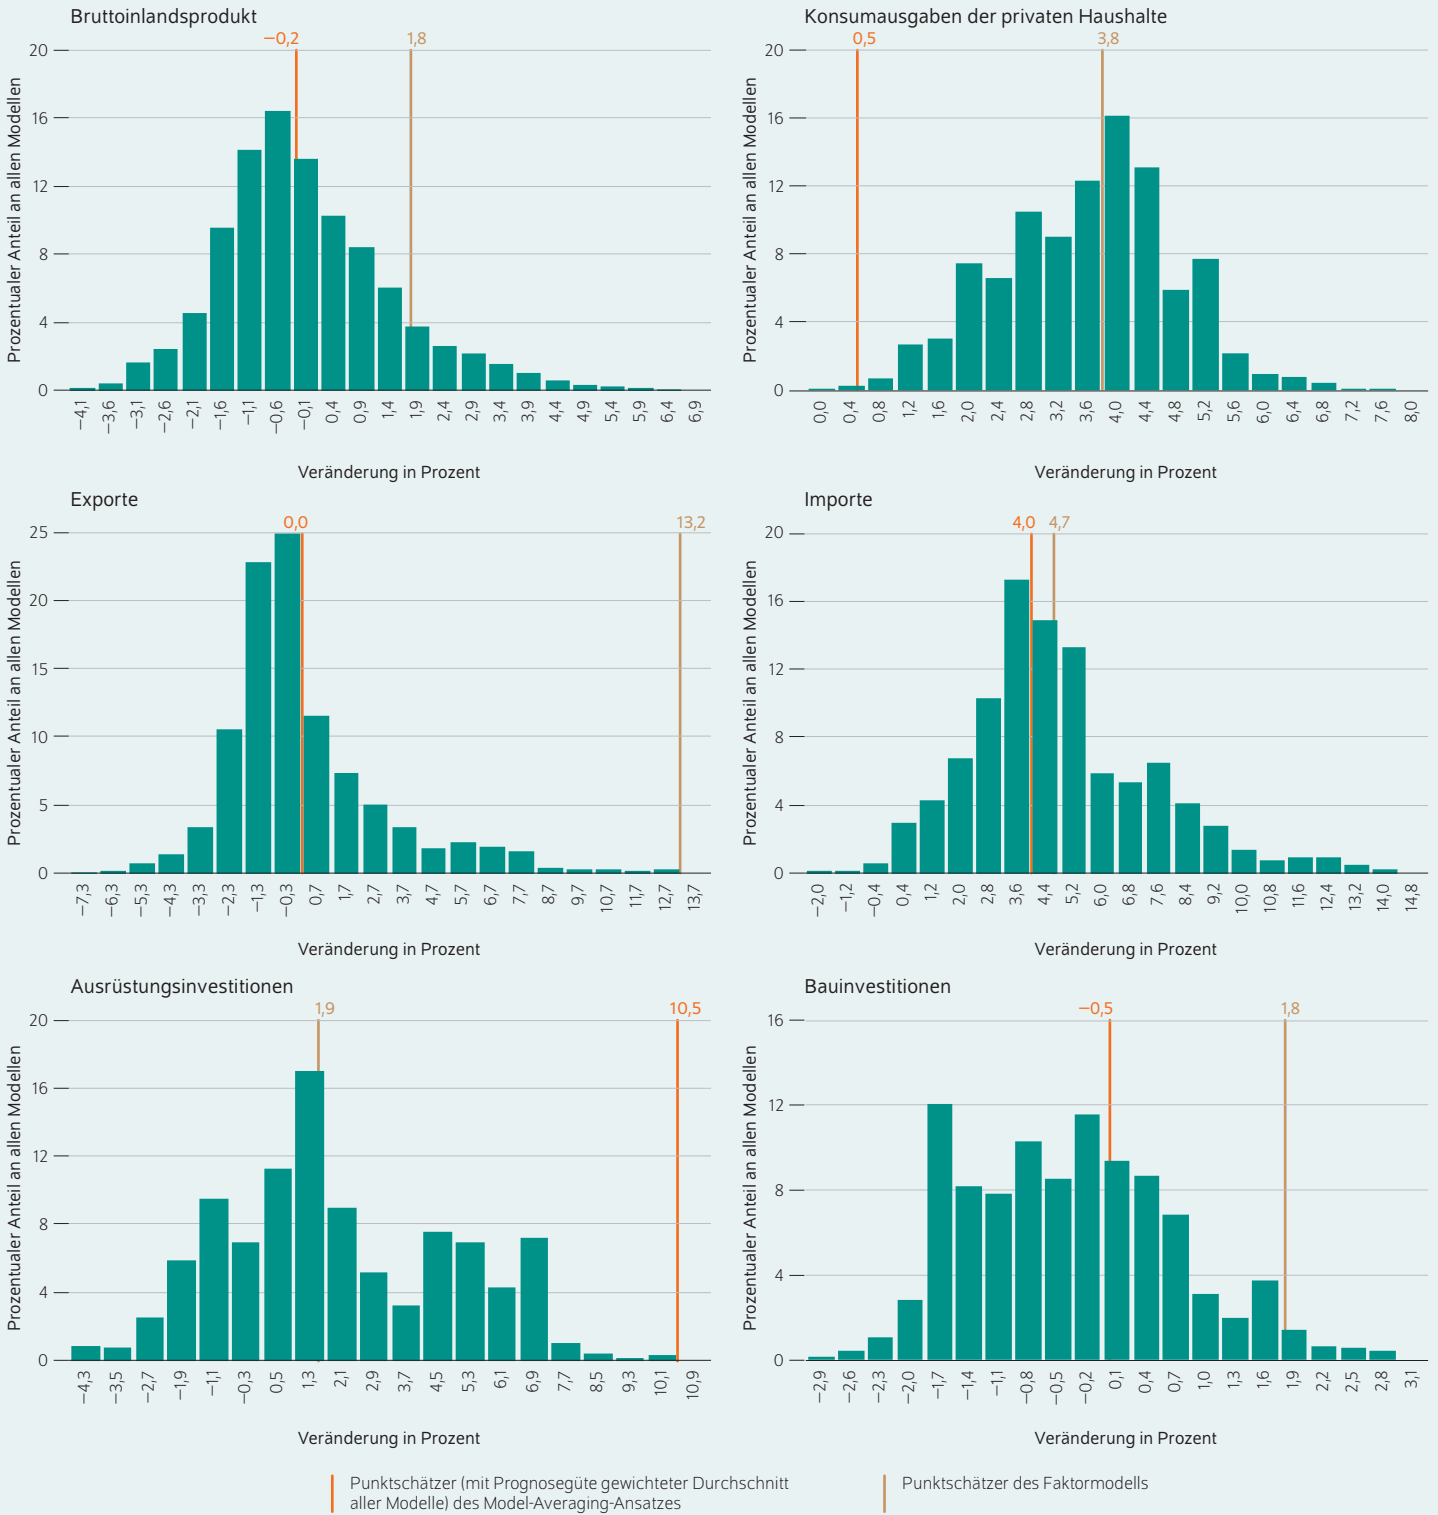 Bruttoinlandsprodukt
−0,2 1,8
Prozentualer Anteil an allen Modellen
20
16
12
8
4
0
−4,1 −3,6 −3,1 −2,6 −2,1 −1,6 −1,1 −0,6 −0,1 0,4 0,9 1,4 1,9 2,4 2,9 3,4 3,9 4,4 4,9 5,4 5,9 6,4 6,9
Veränderung in Prozent
Konsumausgaben der privaten Haushalte
0,5 3,8
Prozentualer Anteil an allen Modellen
20
16
12
8
4
0
0,0 0,4 0,8 1,2 1,6 2,0 2,4 2,8 3,2 3,6 4,0 4,4 4,8 5,2 5,6 6,0 6,4 6,8 7,2 7,6 8,0
Veränderung in Prozent
Exporte
0,0 13,2
Prozentualer Anteil an allen Modellen
25
20
15
10
5
0
−7,3 −6,3 −5,3 −4,3 −3,3 −2,3 −1,3 −0,3 0,7 1,7 2,7 3,7 4,7 5,7 6,7 7,7 8,7 9,7 10,7 11,7 12,7 13,7
Veränderung in Prozent
Importe
4,0 4,7
Prozentualer Anteil an allen Modellen
20
16
12
8
4
0
−2,0 −1,2 −0,4 0,4 1,2 2,0 2,8 3,6 4,4 5,2 6,0 6,8 7,6 8,4 9,2 10,0 10,8 11,6 12,4 13,2 14,0 14,8
Veränderung in Prozent
Ausrüstungsinvestitionen
1,9 10,5
Prozentualer Anteil an allen Modellen
20
16
12
8
4
0
−4,3 −3,5 −2,7 −1,9 −1,1 −0,3 0,5 1,3 2,1 2,9 3,7 4,5 5,3 6,1 6,9 7,7 8,5 9,3 10,1 10,9
Veränderung in Prozent
Bauinvestitionen
−0,5 1,8
Prozentualer Anteil an allen Modellen
16
12
8
4
0
−2,9 −2,6 −2,3 −2,0 −1,7 −1,4 −1,1 −0,8 −0,5 −0,2 0,1 0,4 0,7 1,0 1,3 1,6 1,9 2,2 2,5 2,8 3,1
Veränderung in Prozent
Punktschätzer (mit Prognosegüte gewichteter Durchschnitt
aller Modelle) des Model-Averaging-Ansatzes
Punktschätzer des Faktormodells